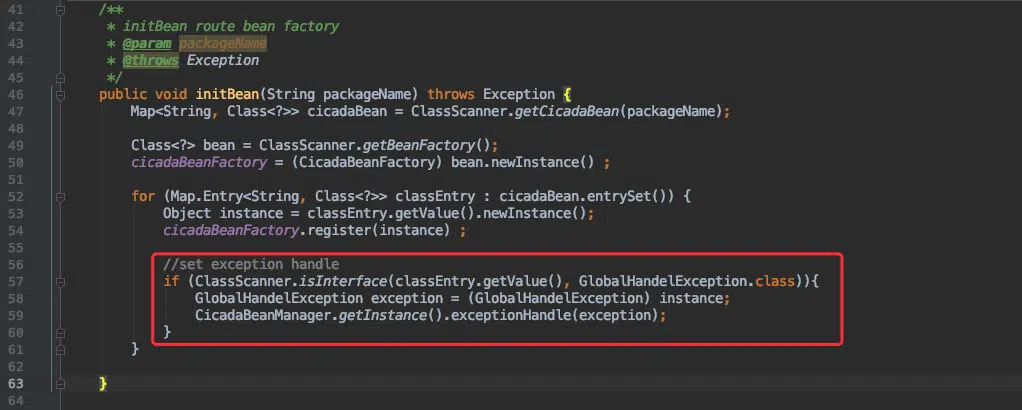 41 /**
42 * initBean route bean factory
43 * @param packageName
44 * @throws Exception
45 */
46 public void initBean(String packageName) throws Exception {
47 Map<String, Class<?>> cicadaBean = ClassScanner.getCicadaBean(packageName);
48
49 Class<?> bean = ClassScanner.getBeanFactory();
50 cicadaBeanFactory = (CicadaBeanFactory) bean.newInstance() ;
51
52 for (Map.Entry<String, Class<?>> classEntry : cicadaBean.entrySet()) {
53 Object instance = classEntry.getValue().newInstance();
54 cicadaBeanFactory.register(instance) ;
55
56 //set exception handle
57 if (ClassScanner.isInterface(classEntry.getValue(), GlobalHandelException.class)){
58 GlobalHandelException exception = (GlobalHandelException) instance;
59 CicadaBeanManager.getInstance().exceptionHandle(exception);
60 }
61 }
62
63 }
64